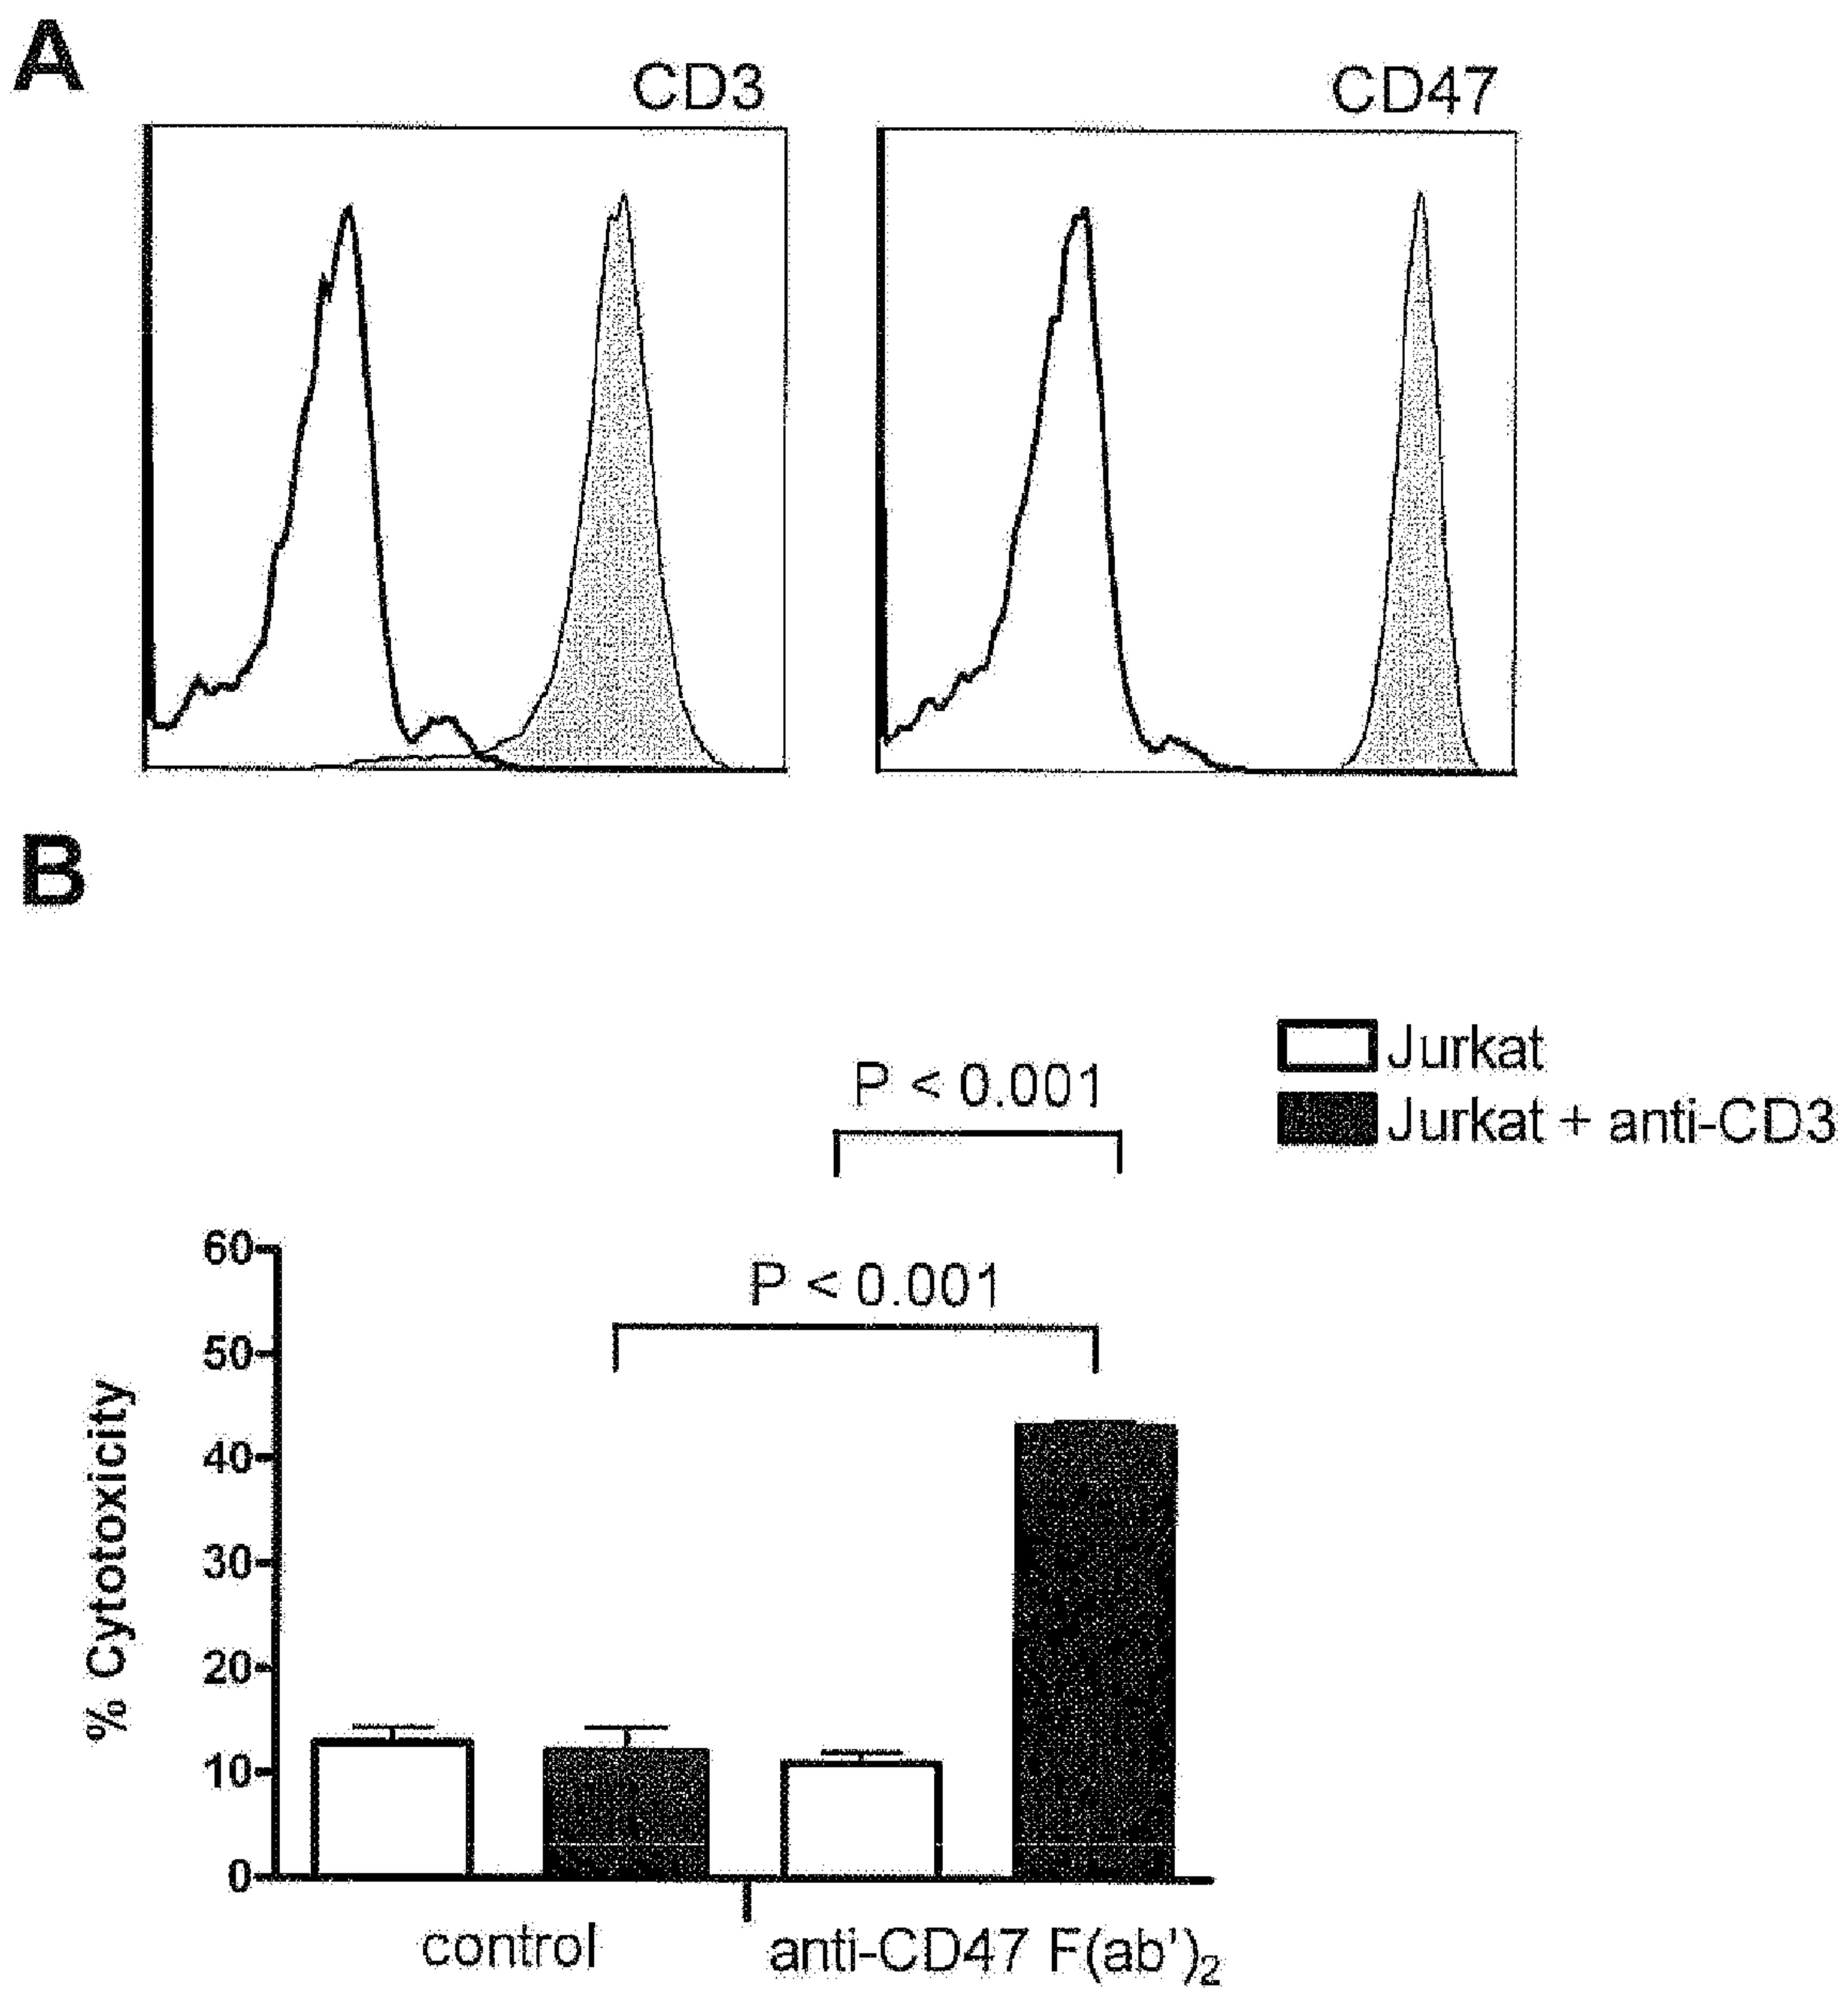 A
CD3
CD47
B
Jurkat
Jurkat + anti-CD3
P < 0.001
P < 0.001
% Cytotoxicity
60
50
40
30
20
10
0
control
anti-CD47 F(ab')₂